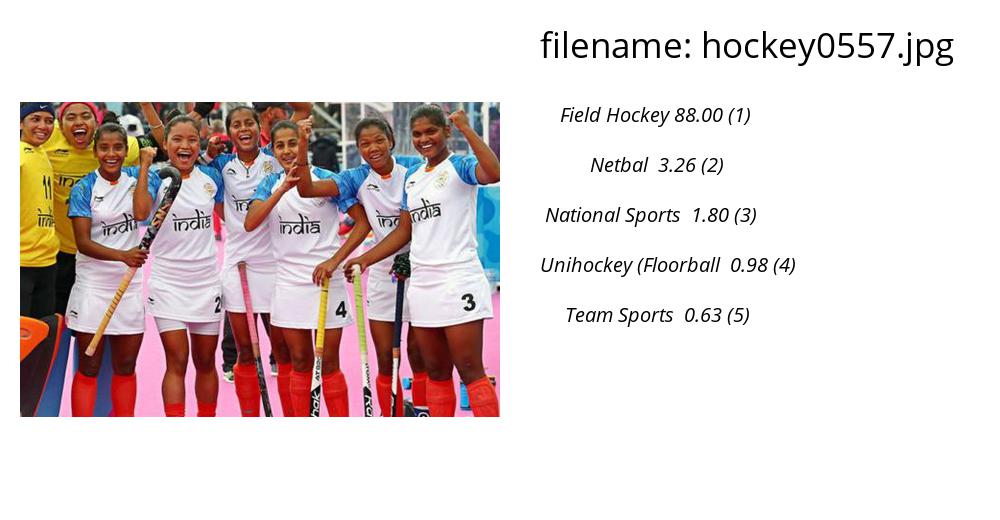 filename: hockey0557.jpg
Field Hockey 88.00 (1)
Netbal 3.26 (2)
National Sports 1.80 (3)
Unihockey (Floorball 0.98 (4)
Team Sports 0.63 (5)
11
india
india
india
india
india
2
4
3